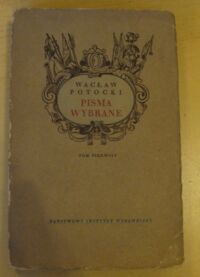 WACŁAW
POTOCKI
PISMA
WYBRANE
TOM PIERWSZY
PAŃSTWOWY INSTYTUT WYDAWNICZY